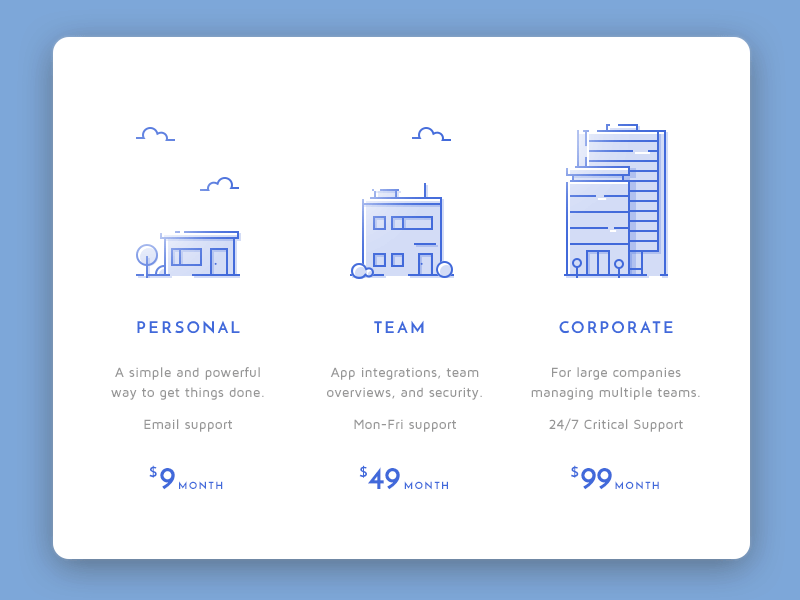 PERSONAL
A simple and powerful
way to get things done.
Email support
$9 MONTH
TEAM
App integrations, team
overviews, and security.
Mon-Fri support
$49 MONTH
CORPORATE
For large companies
managing multiple teams.
24/7 Critical Support
$99 MONTH